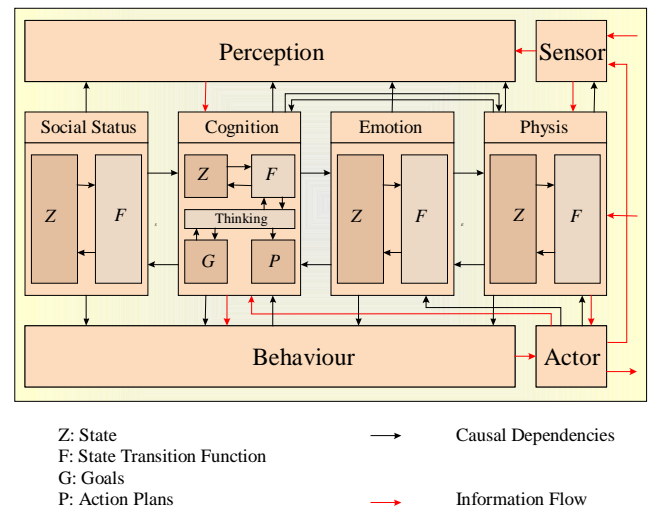 Perception
Sensor
Social Status
Cognition
Emotion
Physis
Z
F
Z
F
Thinking
G
P
Z
F
Z
F
Behaviour
Actor
Z: State
F: State Transition Function
G: Goals
P: Action Plans
Causal Dependencies
Information Flow